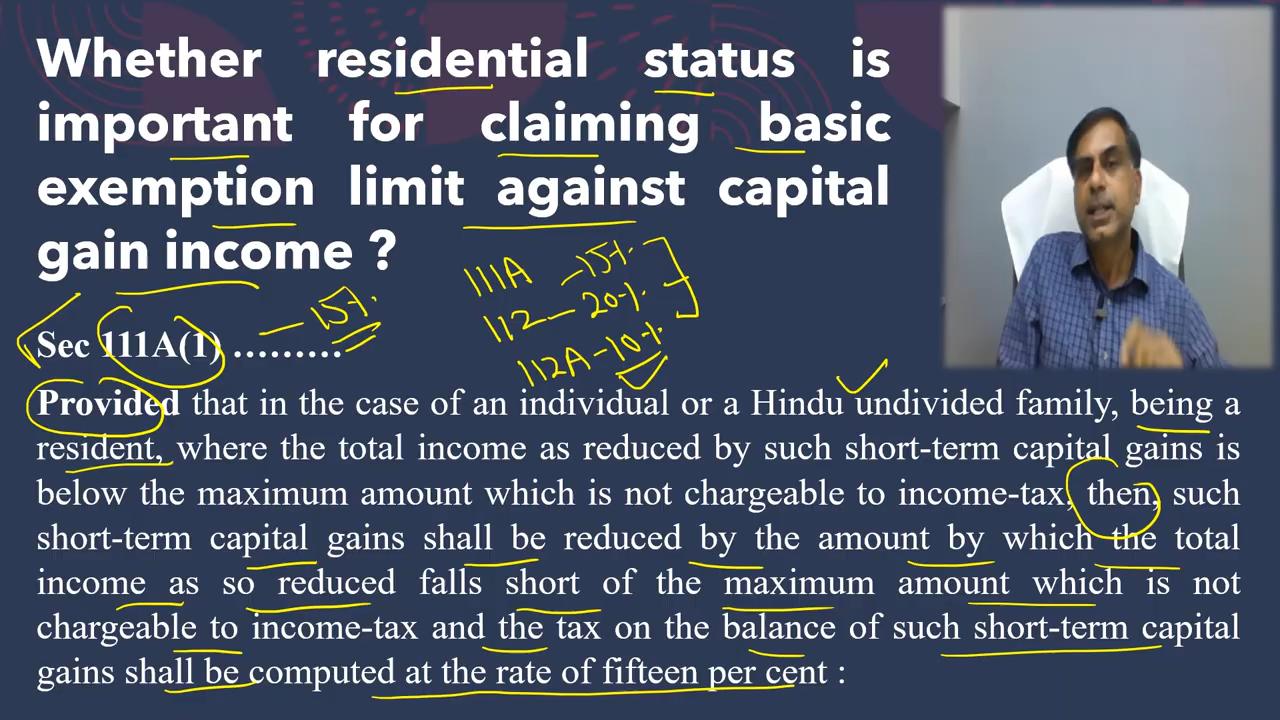 Whether residential status is
important for claiming basic
exemption limit against capital
gain income ?
111A – 15%
112 – 20%
112A – 10%
Sec 111A(1) ......... – 15%
Provided that in the case of an individual or a Hindu undivided family, being a
resident, where the total income as reduced by such short-term capital gains is
below the maximum amount which is not chargeable to income-tax, then, such
short-term capital gains shall be reduced by the amount by which the total
income as so reduced falls short of the maximum amount which is not
chargeable to income-tax and the tax on the balance of such short-term capital
gains shall be computed at the rate of fifteen per cent :